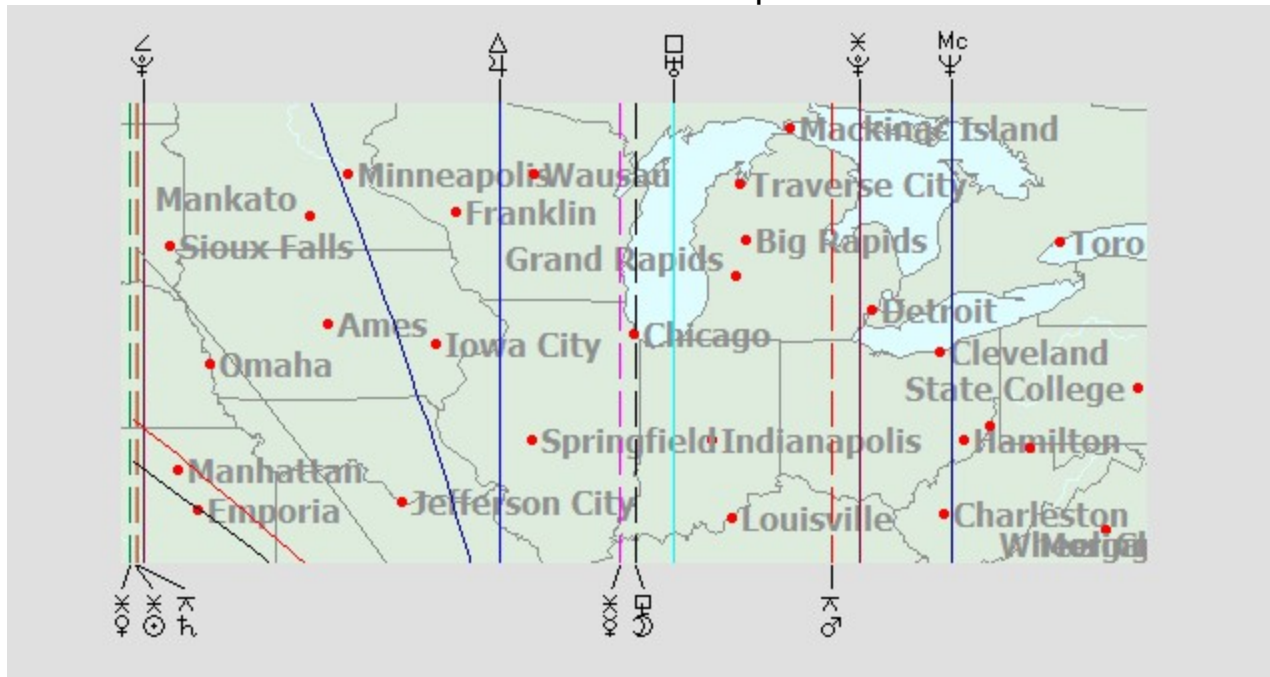 Mc
Mackinac Island
Minneapolis
Wausau
Traverse City
Mankato
Franklin
Sioux Falls
Big Rapids
Toro
Grand Rapids
Detroit
Ames
Chicago
Iowa City
Cleveland
Omaha
State College
Springfield
Indianapolis
Hamilton
Manhattan
Jefferson City
Emporia
Louisville
Charleston